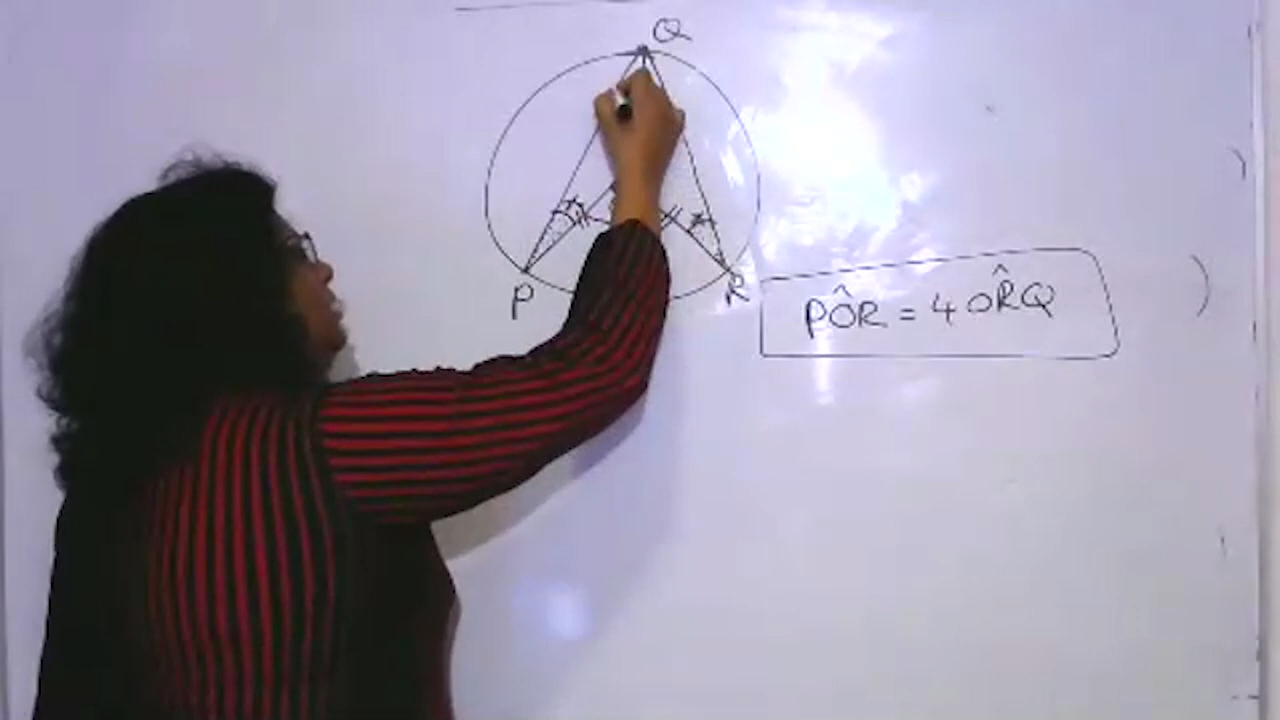 Q
P
R
PÔR = 4 OR̂Q